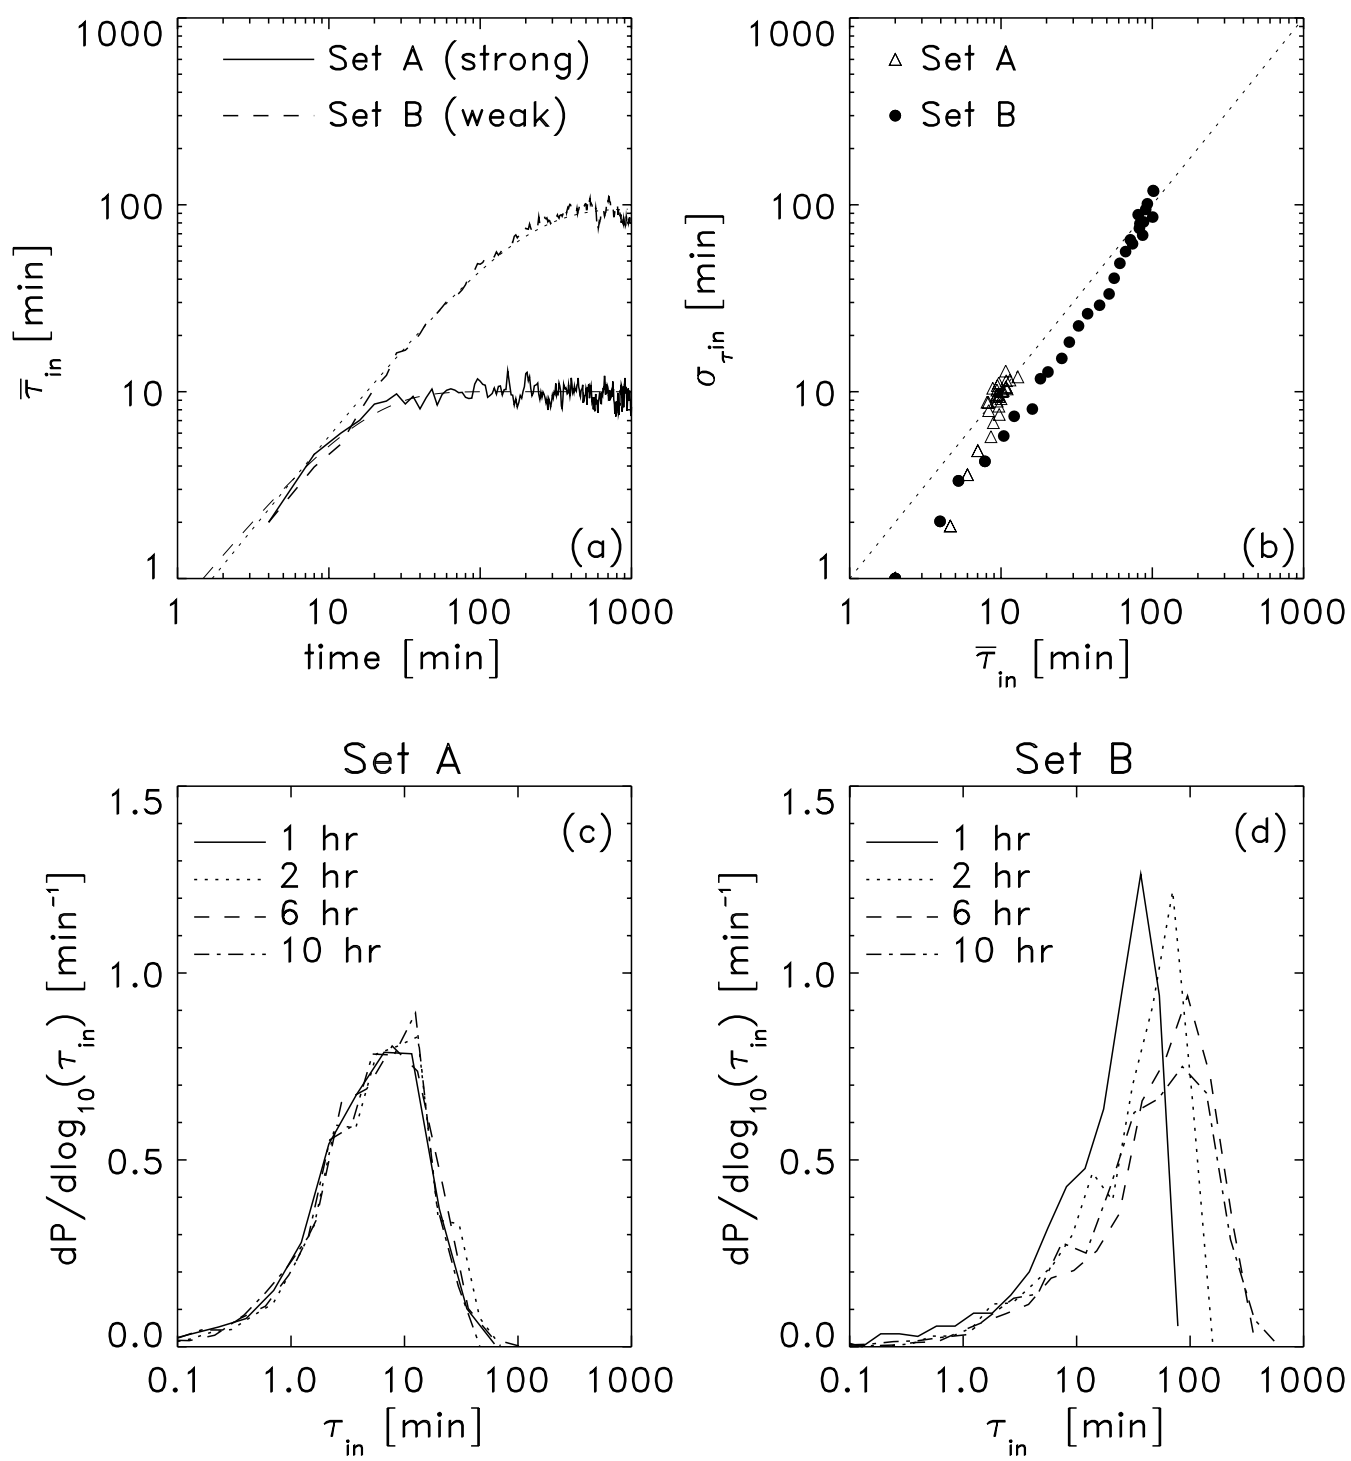 1000
100
10
1
τ̿in [min]
Set A (strong)
Set B (weak)
(a)
1 10 100 1000
time [min]
1000
100
10
1
στin [min]
Set A
Set B
(b)
1 10 100 1000
τ̿in [min]
Set A
1.5
1.0
0.5
0.0
dP/dlog10(τin) [min-1]
1 hr
2 hr
6 hr
10 hr
(c)
0.1 1.0 10 100 1000
τin [min]
Set B
1.5
1.0
0.5
0.0
dP/dlog10(τin) [min-1]
1 hr
2 hr
6 hr
10 hr
(d)
0.1 1.0 10 100 1000
τin [min]